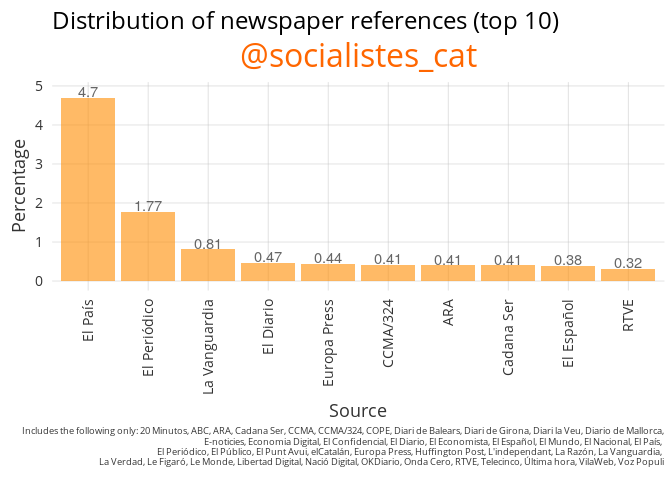 Distribution of newspaper references (top 10)
@socialistes_cat
Percentage
5
4
3
2
1
0
4.7
1.77
0.81
0.47
0.44
0.41
0.41
0.41
0.38
0.32
El País
El Periódico
La Vanguardia
El Diario
Europa Press
CCMA/324
ARA
Cadana Ser
El Español
RTVE
Source
Includes the following only: 20 Minutos, ABC, ARA, Cadana Ser, CCMA, CCMA/324, COPE, Diari de Balears, Diari de Girona, Diari la Veu, Diario de Mallorca,
E-noticies, Economia Digital, El Confidencial, El Diario, El Economista, El Español, El Mundo, El Nacional, El País,
El Periódico, El Público, El Punt Avui, elCatalán, Europa Press, Huffington Post, L'independant, La Razón, La Vanguardia,
La Verdad, Le Figaró, Le Monde, Libertad Digital, Nació Digital, OKDiario, Onda Cero, RTVE, Telecinco, Última hora, VilaWeb, Voz Populi